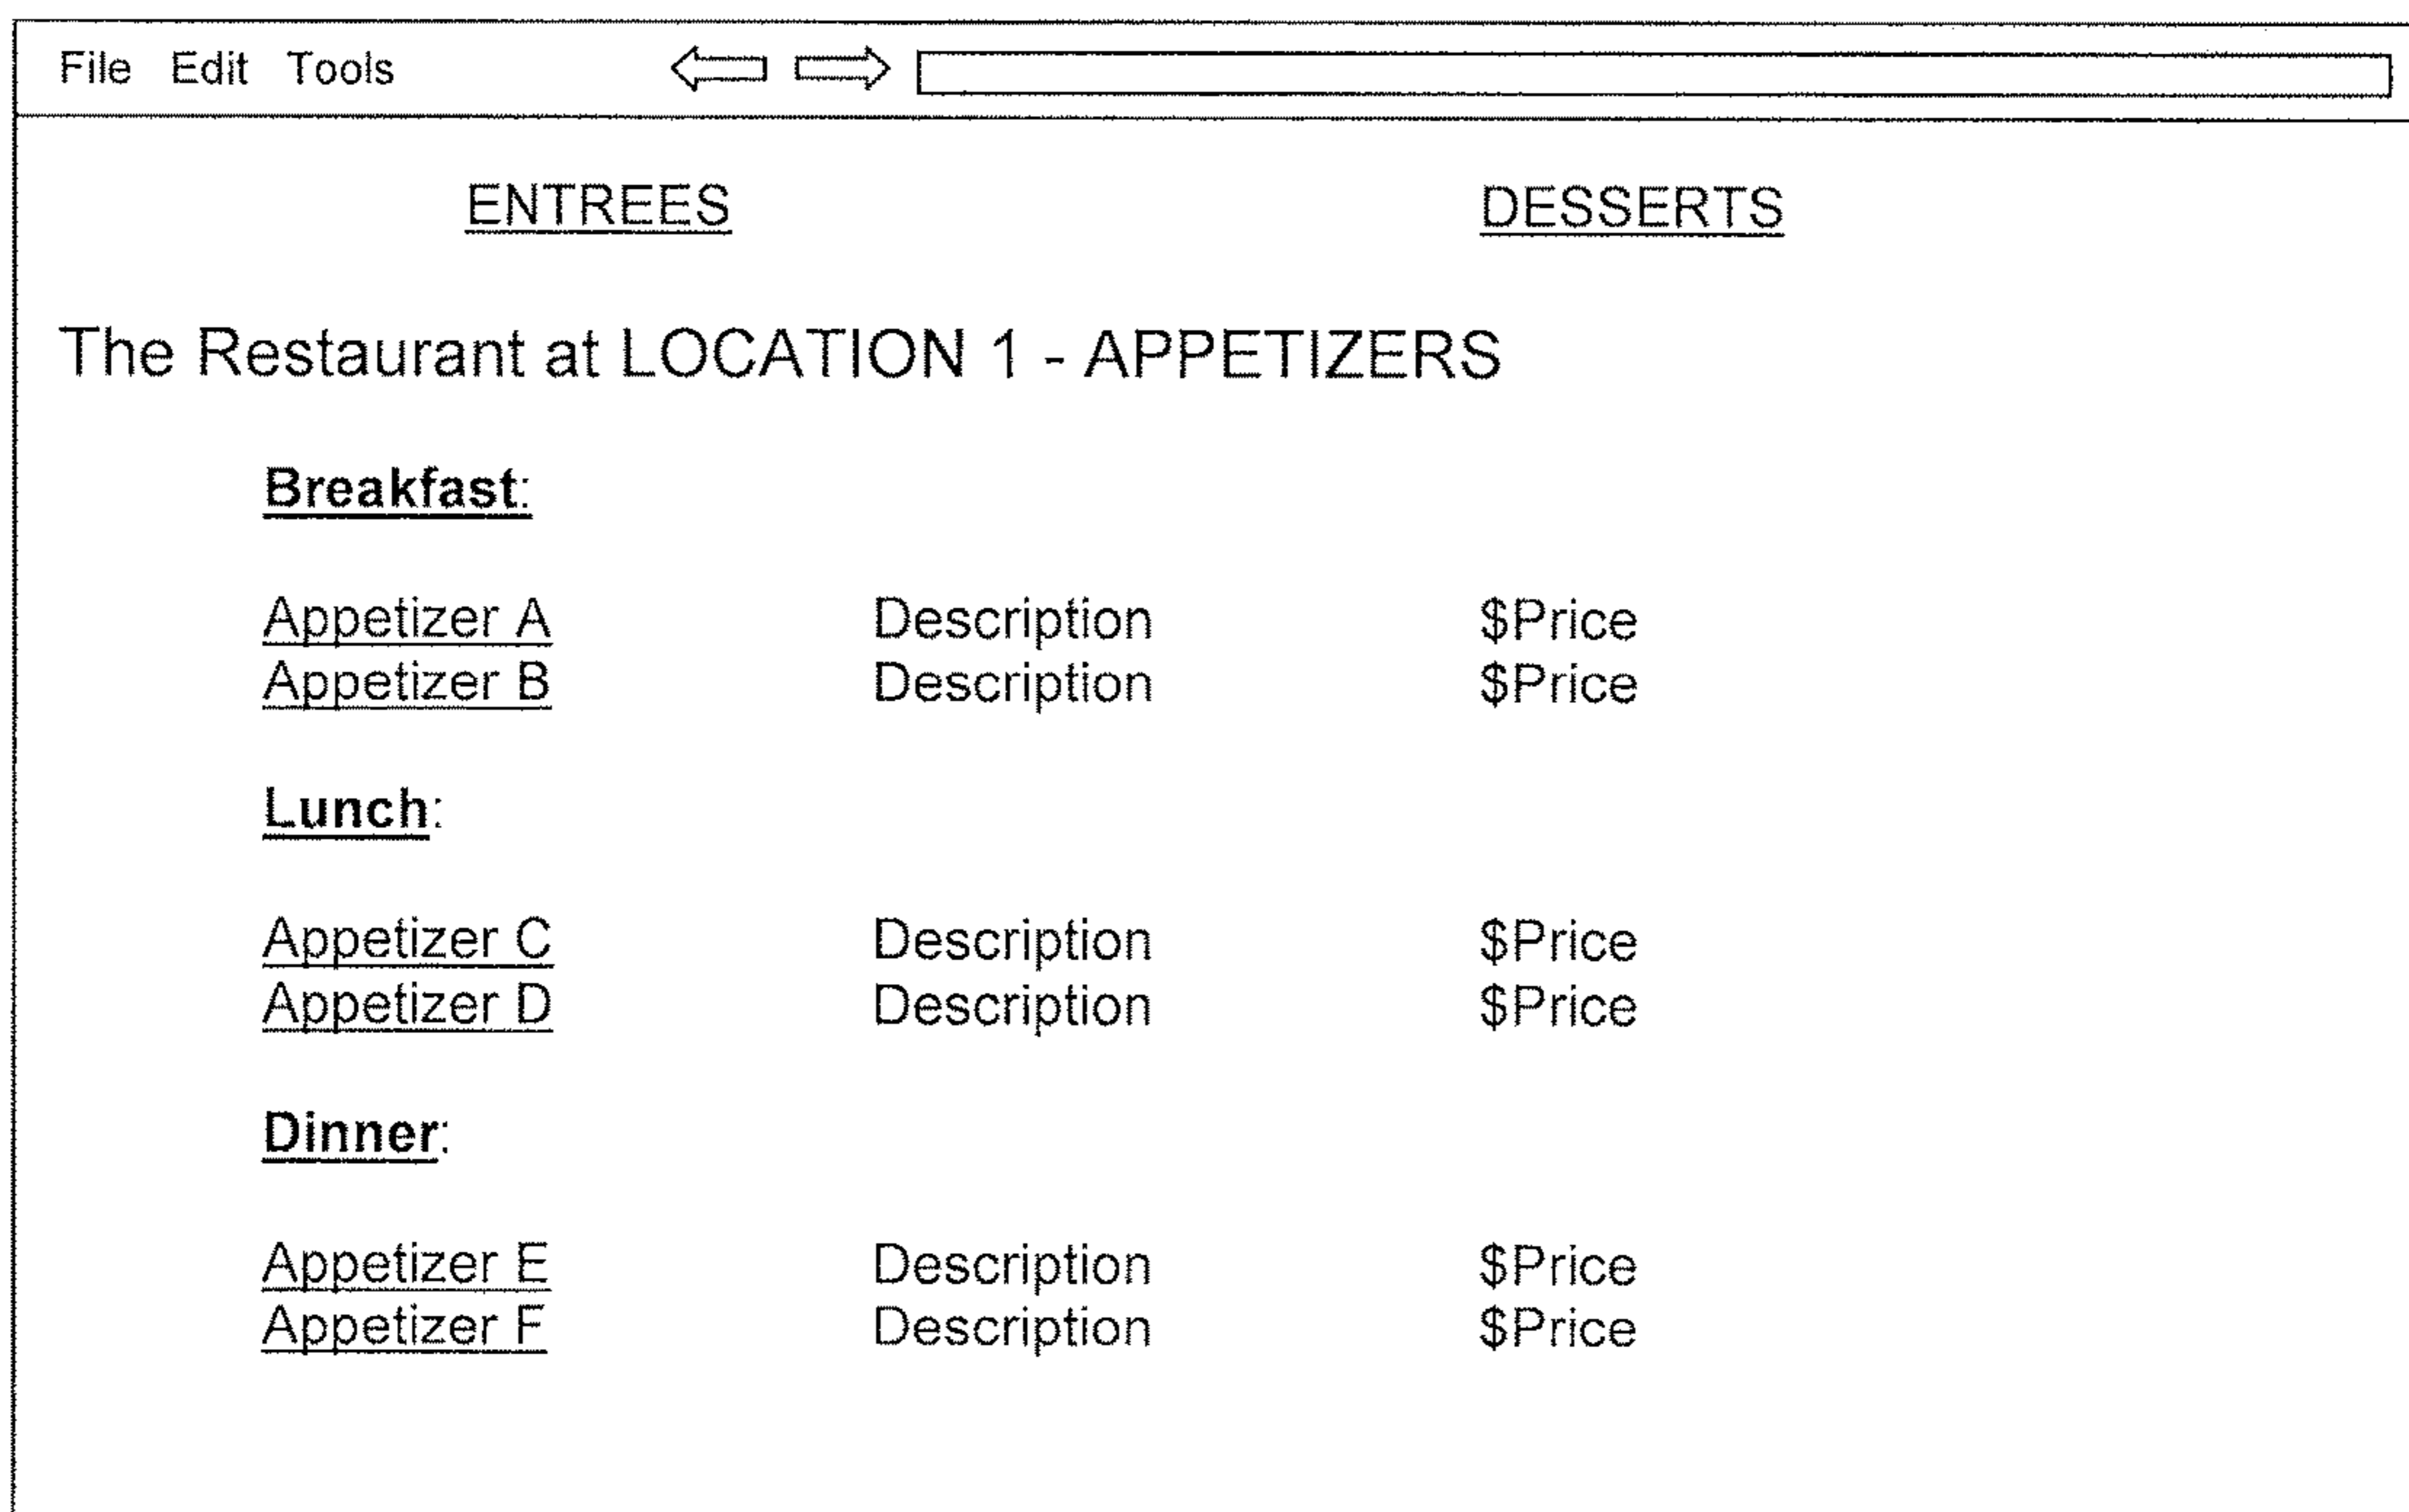 File Edit Tools
ENTREES DESSERTS
The Restaurant at LOCATION 1 - APPETIZERS
Breakfast:
Appetizer A Description $Price
Appetizer B Description $Price
Lunch:
Appetizer C Description $Price
Appetizer D Description $Price
Dinner:
Appetizer E Description $Price
Appetizer F Description $Price